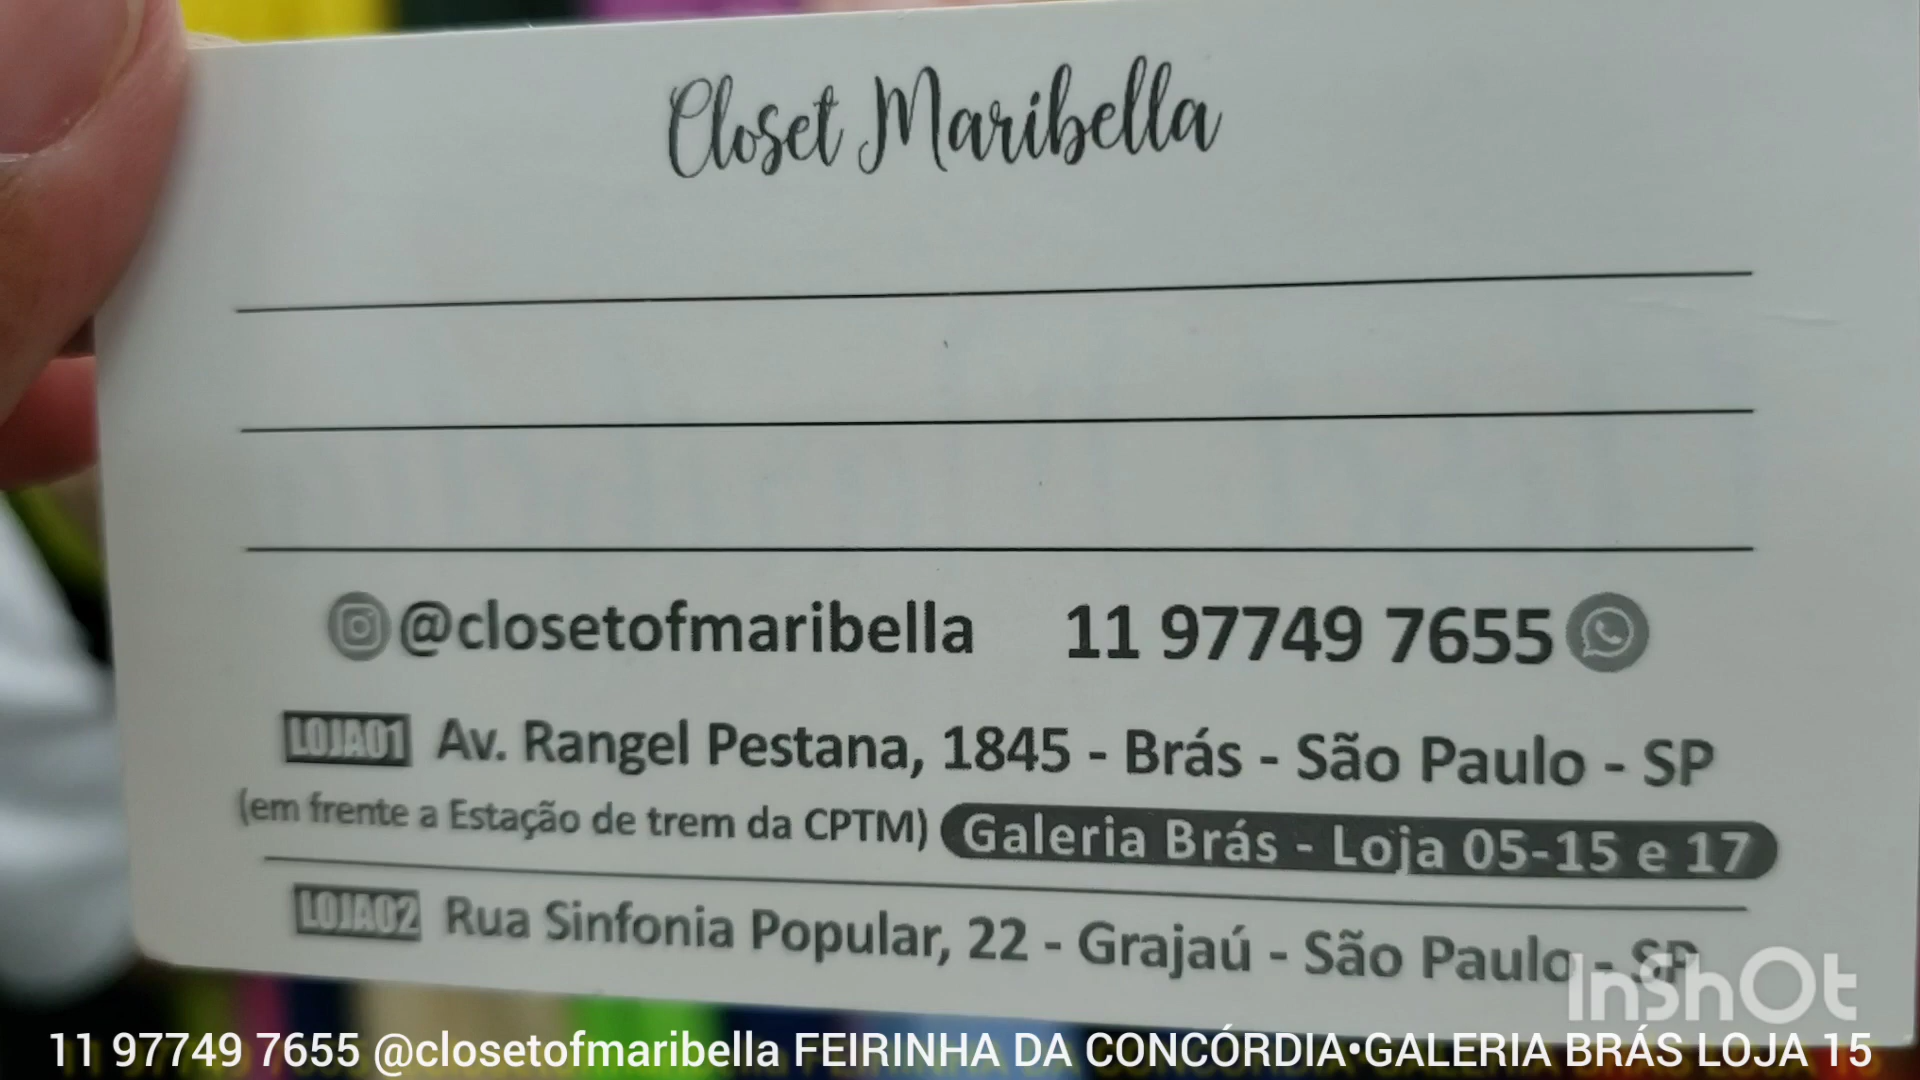 Closet Maribella
@closetofmaribella 11 97749 7655
LOJA01 Av. Rangel Pestana, 1845 - Brás - São Paulo - SP
(em frente a Estação de trem da CPTM) Galeria Brás - Loja 05-15 e 17
LOJA02 Rua Sinfonia Popular, 22 - Grajaú - São Paulo - SP
InShOt
11 97749 7655 @closetofmaribella FEIRINHA DA CONCÓRDIA•GALERIA BRÁS LOJA 15